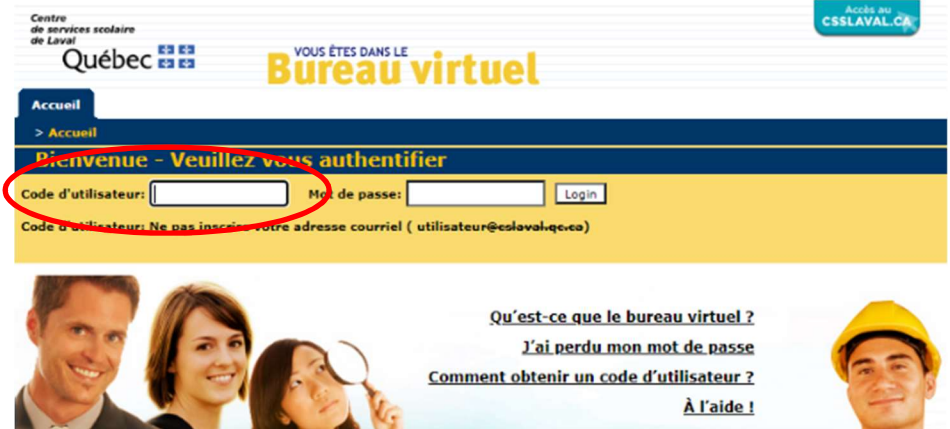 Centre
de services scolaire
de Laval
Québec
VOUS ÊTES DANS LE
Bureau virtuel
Accès au
CSSLAVAL.CA
Accueil
> Accueil
Bienvenue - Veuillez vous authentifier
Code d'utilisateur: Mot de passe: Login
Code d'utilisateur: Ne pas inscrire votre adresse courriel ( utilisateur@cslaval.qc.ca)
Qu'est-ce que le bureau virtuel ?
J'ai perdu mon mot de passe
Comment obtenir un code d'utilisateur ?
À l'aide !